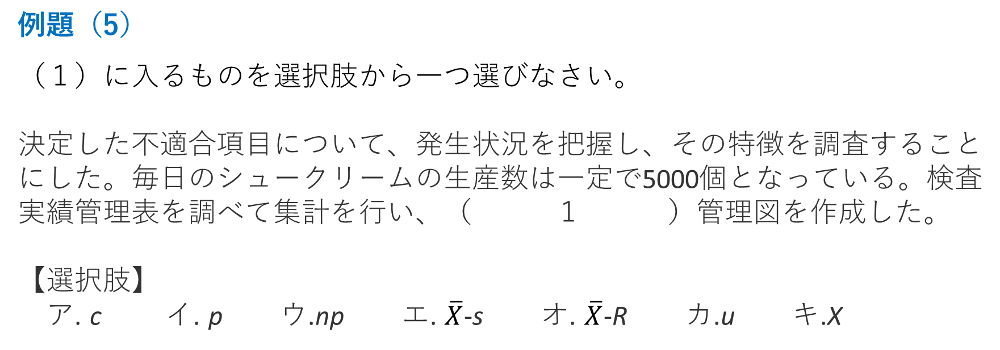 例題（5）
（１）に入るものを選択肢から一つ選びなさい。
決定した不適合項目について、発生状況を把握し、その特徴を調査すること
にした。毎日のシュークリームの生産数は一定で5000個となっている。検査
実績管理表を調べて集計を行い、（　　　１　　　）管理図を作成した。
【選択肢】
ア. c　　イ. p　　ウ.np　　エ. X̄-s　　オ. X̄-R　　カ.u　　キ.X